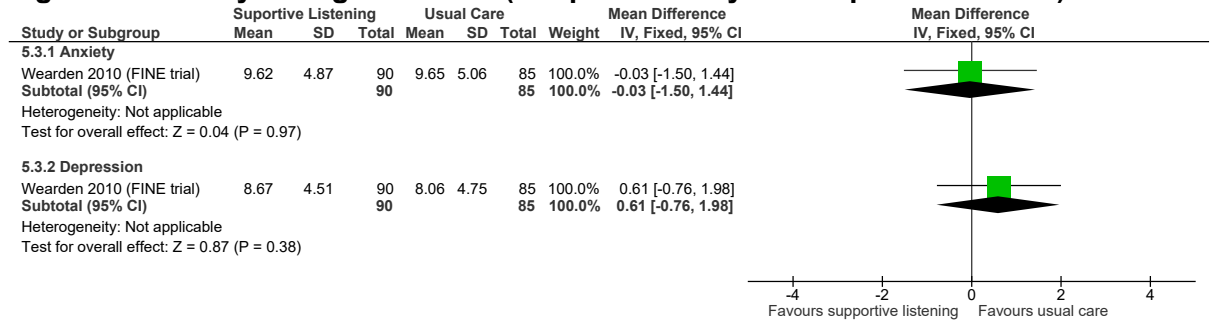 Suportive Listening Usual Care Mean Difference Mean Difference
Study or Subgroup Mean SD Total Mean SD Total Weight IV, Fixed, 95% CI IV, Fixed, 95% CI
5.3.1 Anxiety
Wearden 2010 (FINE trial) 9.62 4.87 90 9.65 5.06 85 100.0% -0.03 [-1.50, 1.44]
Subtotal (95% CI) 90 85 100.0% -0.03 [-1.50, 1.44]
Heterogeneity: Not applicable
Test for overall effect: Z = 0.04 (P = 0.97)
5.3.2 Depression
Wearden 2010 (FINE trial) 8.67 4.51 90 8.06 4.75 85 100.0% 0.61 [-0.76, 1.98]
Subtotal (95% CI) 90 85 100.0% 0.61 [-0.76, 1.98]
Heterogeneity: Not applicable
Test for overall effect: Z = 0.87 (P = 0.38)
-4 -2 0 2 4
Favours supportive listening Favours usual care